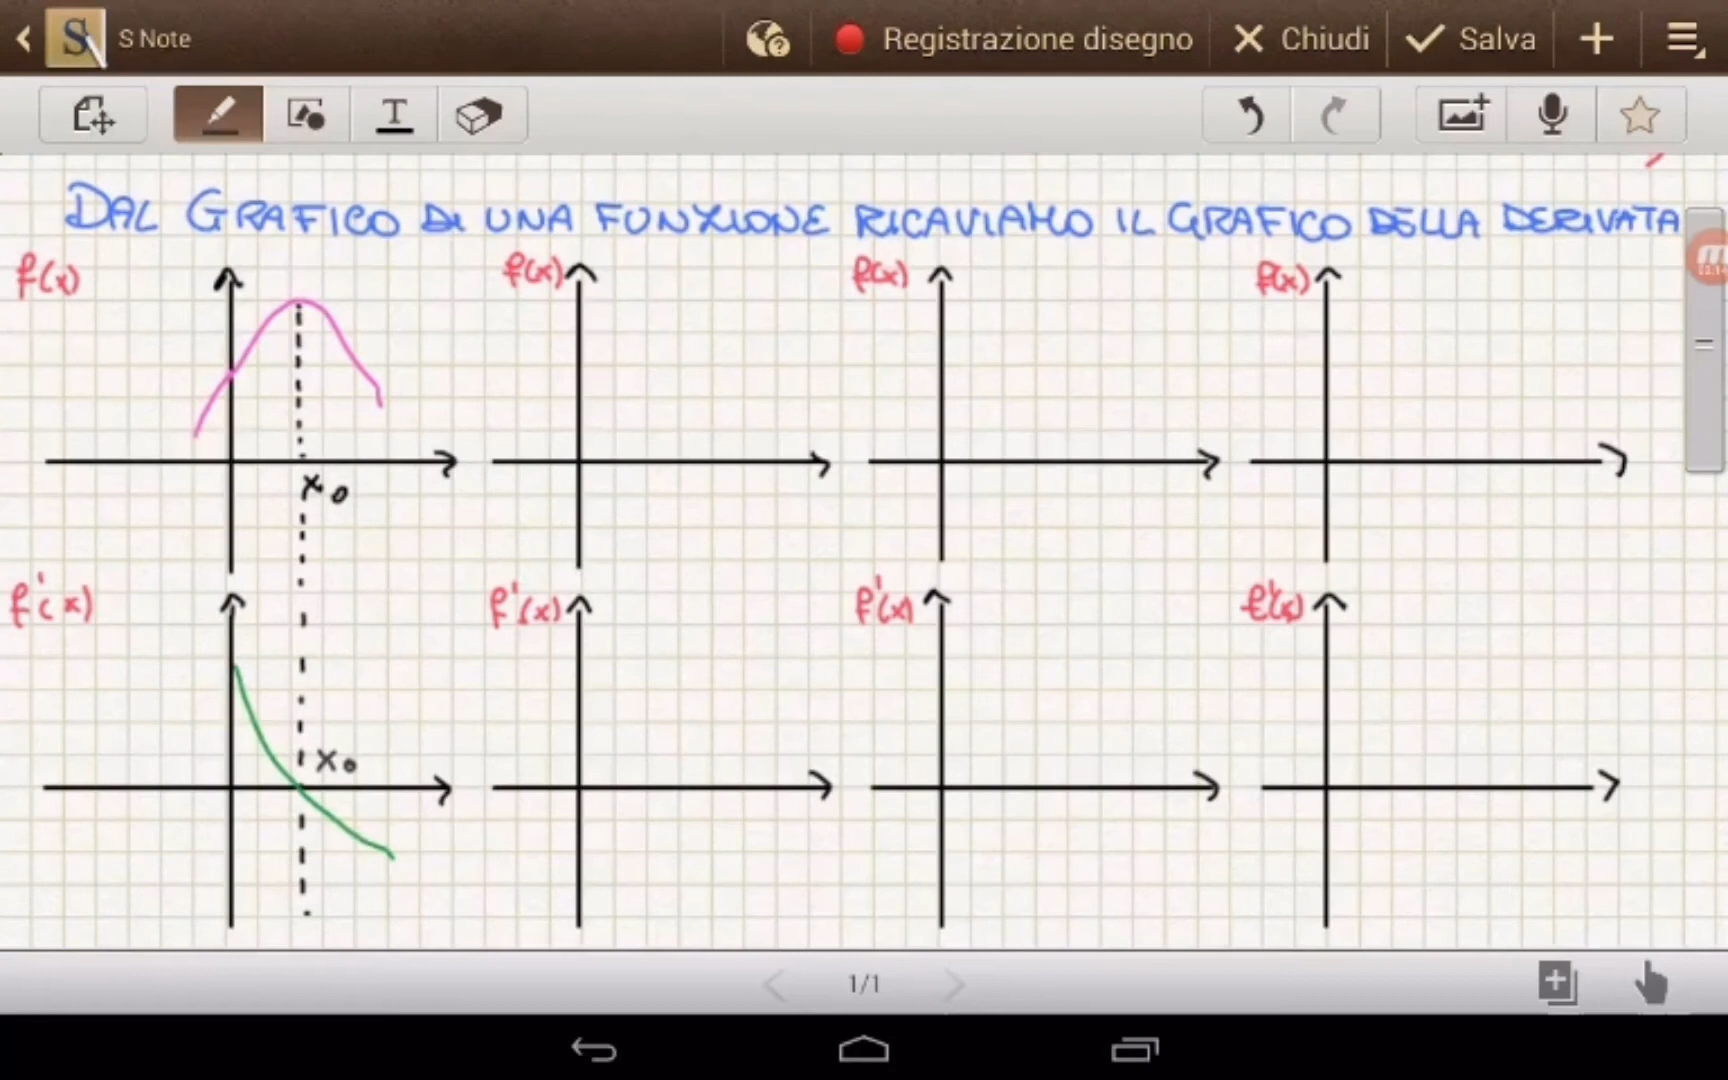 S Note Registrazione disegno Chiudi Salva
T
DAL GRAFICO DI UNA FUNZIONE RICAVIAMO IL GRAFICO DELLA DERIVATA
f(x) f(x) f(x) f(x)
x0
f'(x) f'(x) f'(x) f'(x)
x0
1/1